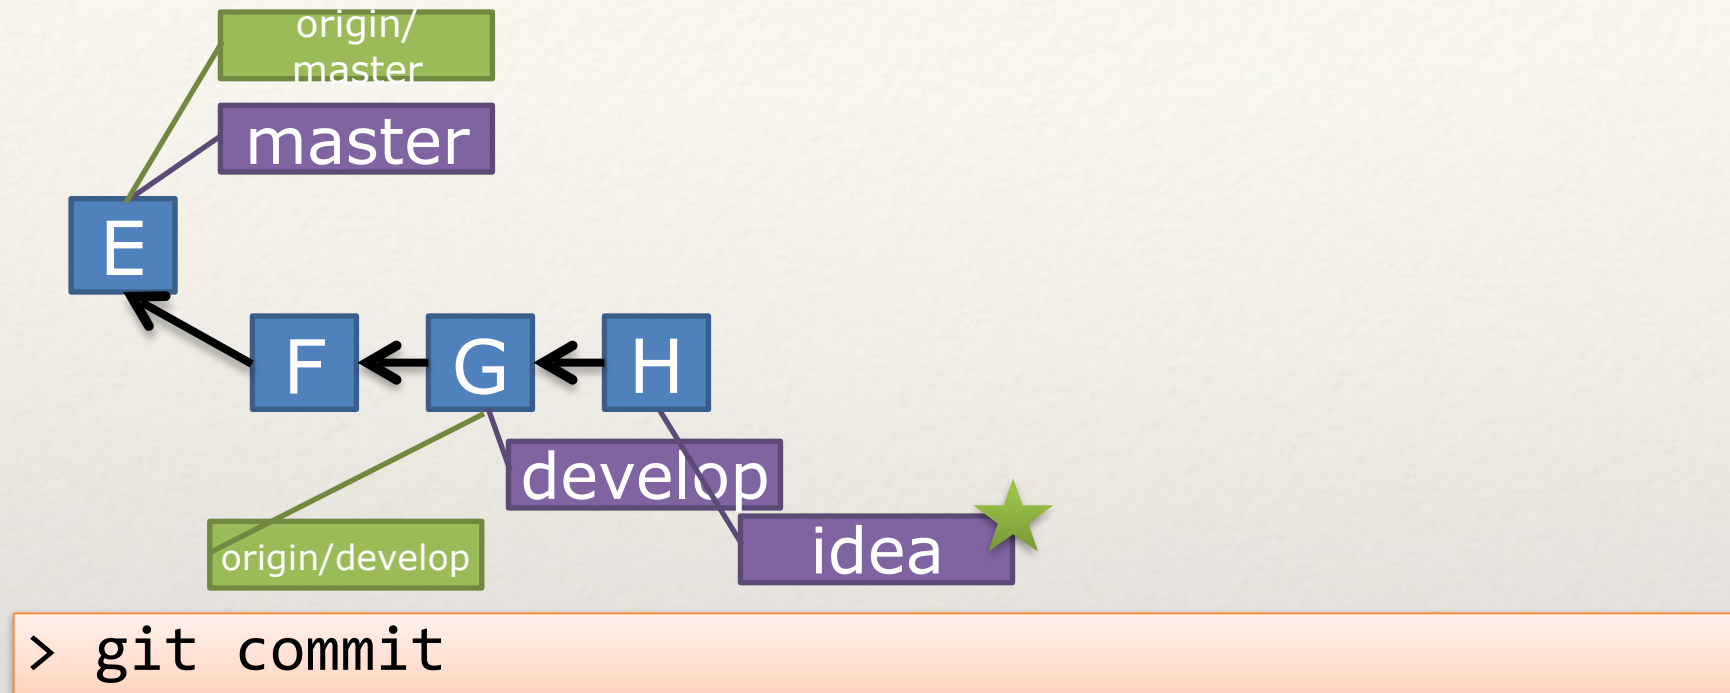 origin/
master
master
E
F
G
H
develop
origin/develop
idea
> git commit